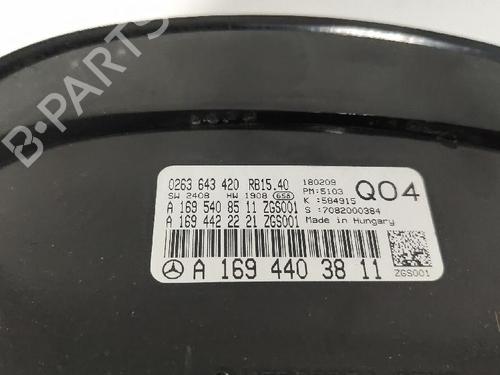 B-PARTS
0263 643 420 RB15.40
SW 2408 HW 1908 658
A 169 540 85 11 ZGS001
A 169 442 22 21 ZGS001
180209
PM:5103
K :584915
S :7082000384
Made in Hungary
Q04
A 169 440 38 11
ZGS001